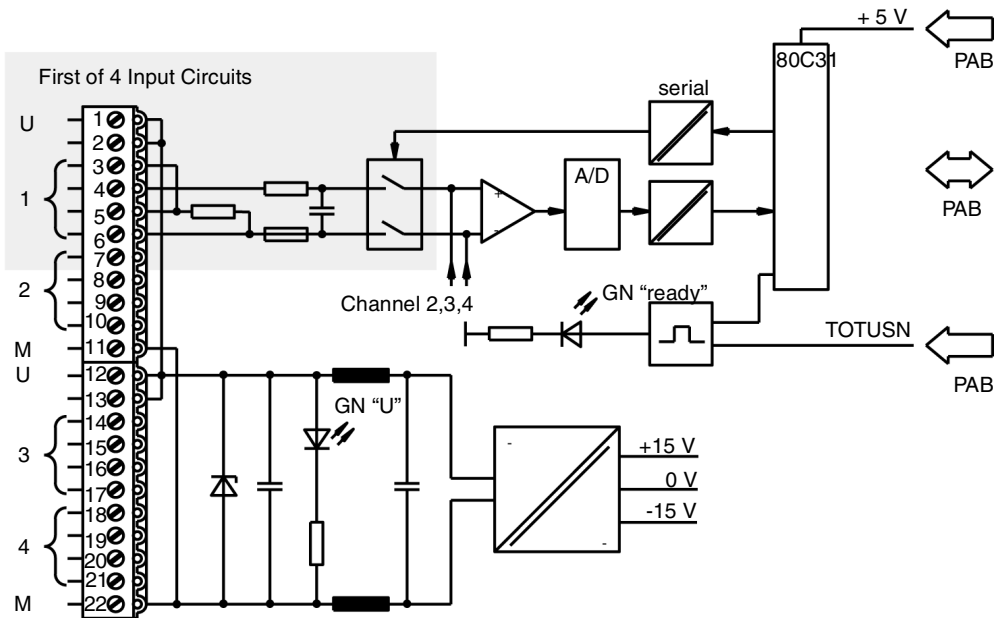 + 5 V
PAB
80C31
First of 4 Input Circuits
serial
U
1
2
3
1
4
A/D
5
+
-
6
PAB
7
2
8
9
10
Channel 2,3,4
GN “ready”
M
11
TOTUSN
U
12
PAB
13
GN “U”
14
3
15
16
17
-
+15 V
0 V
-15 V
18
4
19
20
21
-
M
22